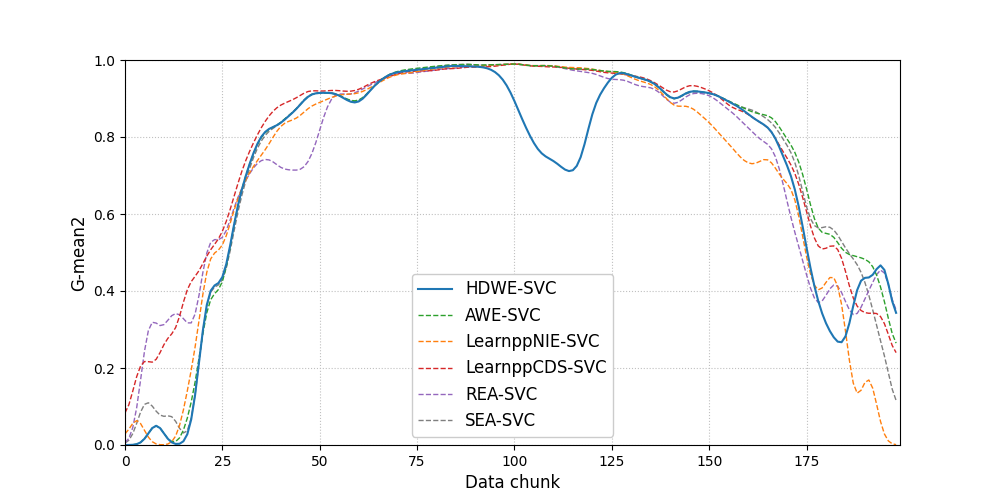 1.0
0.8
0.6
0.4
0.2
0.0
G-mean2
HDWE-SVC
AWE-SVC
LearnppNIE-SVC
LearnppCDS-SVC
REA-SVC
SEA-SVC
0 25 50 75 100 125 150 175
Data chunk